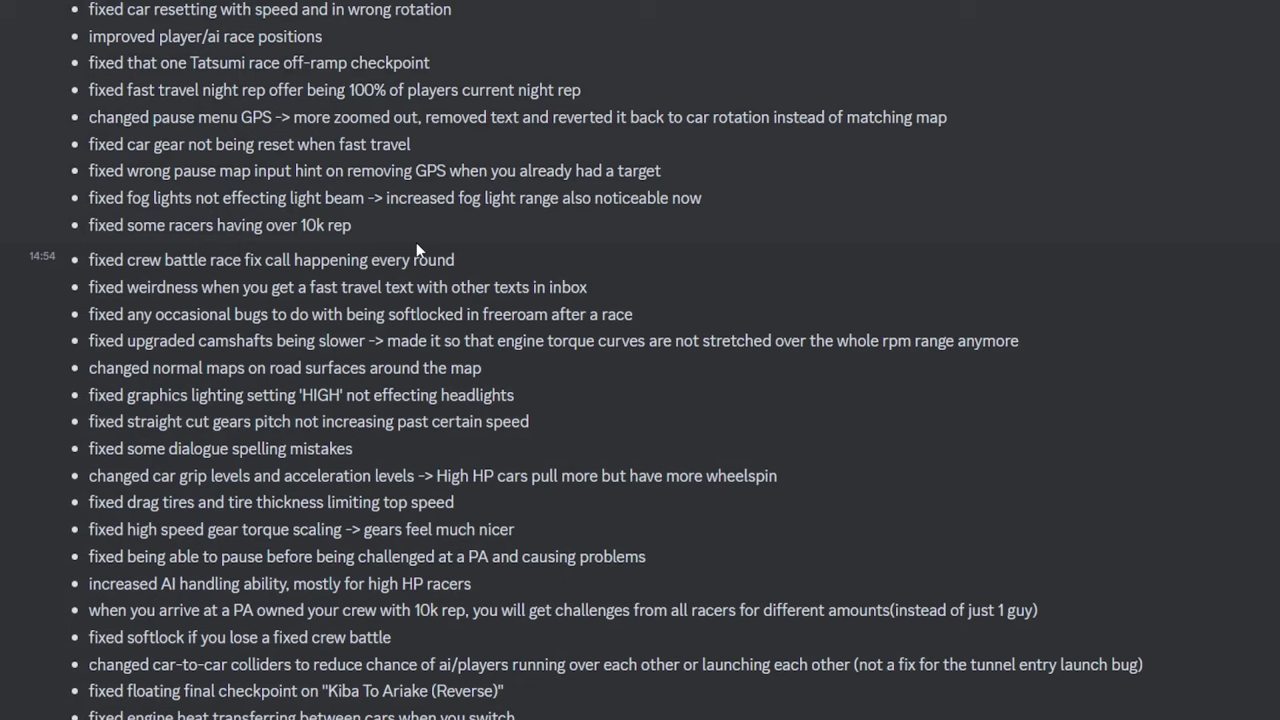 fixed car resetting with speed and in wrong rotation
improved player/ai race positions
fixed that one Tatsumi race off-ramp checkpoint
fixed fast travel night rep offer being 100% of players current night rep
changed pause menu GPS -> more zoomed out, removed text and reverted it back to car rotation instead of matching map
fixed car gear not being reset when fast travel
fixed wrong pause map input hint on removing GPS when you already had a target
fixed fog lights not effecting light beam -> increased fog light range also noticeable now
fixed some racers having over 10k rep
14:54 fixed crew battle race fix call happening every round
fixed weirdness when you get a fast travel text with other texts in inbox
fixed any occasional bugs to do with being softlocked in freeroam after a race
fixed upgraded camshafts being slower -> made it so that engine torque curves are not stretched over the whole rpm range anymore
changed normal maps on road surfaces around the map
fixed graphics lighting setting 'HIGH' not effecting headlights
fixed straight cut gears pitch not increasing past certain speed
fixed some dialogue spelling mistakes
changed car grip levels and acceleration levels -> High HP cars pull more but have more wheelspin
fixed drag tires and tire thickness limiting top speed
fixed high speed gear torque scaling -> gears feel much nicer
fixed being able to pause before being challenged at a PA and causing problems
increased AI handling ability, mostly for high HP racers
when you arrive at a PA owned your crew with 10k rep, you will get challenges from all racers for different amounts(instead of just 1 guy)
fixed softlock if you lose a fixed crew battle
changed car-to-car colliders to reduce chance of ai/players running over each other or launching each other (not a fix for the tunnel entry launch bug)
fixed floating final checkpoint on "Kiba To Ariake (Reverse)"
fixed engine heat transferring between cars when you switch